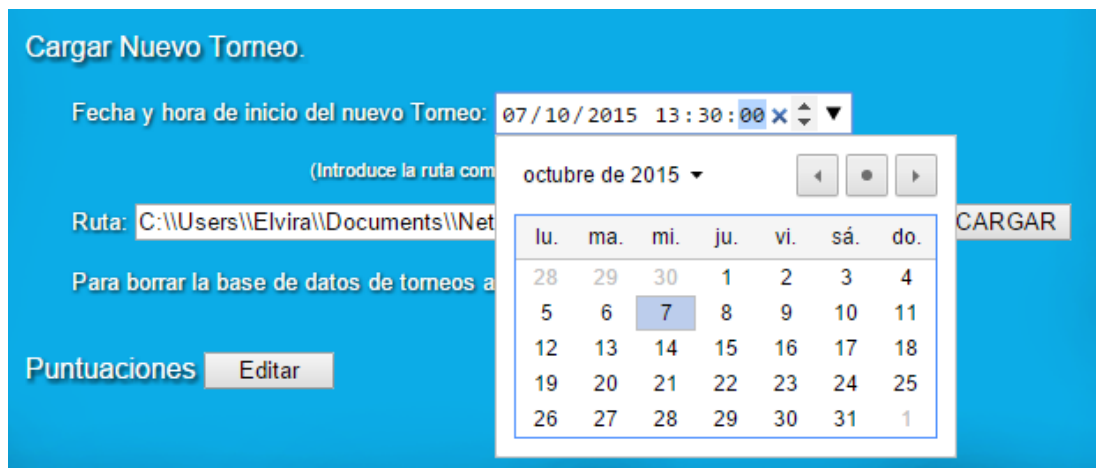 Cargar Nuevo Torneo.
Fecha y hora de inicio del nuevo Torneo: 07/10/2015 13:30:00
(Introduce la ruta com
octubre de 2015
Ruta: C:\\Users\\Elvira\\Documents\\Net
CARGAR
lu. ma. mi. ju. vi. sá. do.
Para borrar la base de datos de torneos a
28 29 30 1 2 3 4
5 6 7 8 9 10 11
12 13 14 15 16 17 18
Puntuaciones Editar
19 20 21 22 23 24 25
26 27 28 29 30 31 1